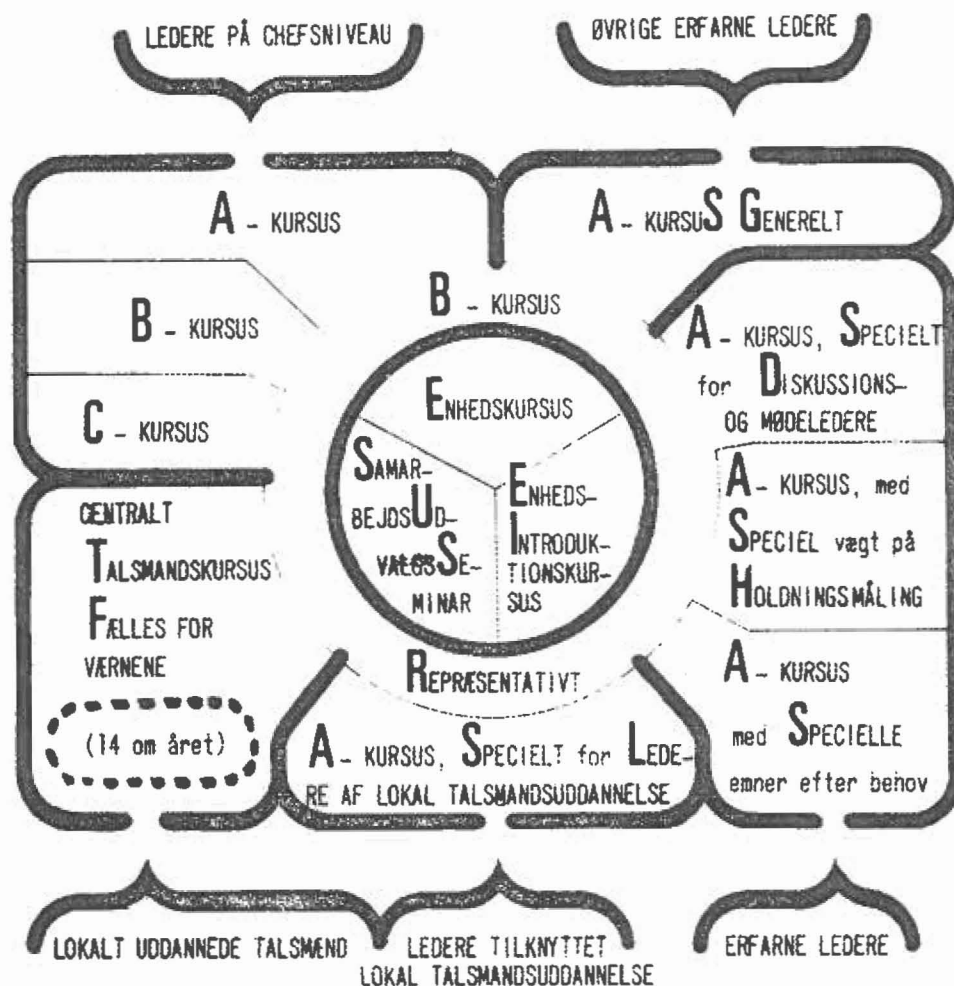 LEDERE PÅ CHEFSNIVEAU
ØVRIGE ERFARNE LEDERE
A - KURSUS
A - KURSUS GENERELT
B - KURSUS
B - KURSUS
C - KURSUS
A - KURSUS, SPECIELT
for DISKUSSIONS-
OG MØDELEDERE
ENHEDSKURSUS
SAMAR-
BEJDSUD-
VALGSSE-
MINAR
ENHEDS-
INTRODUK-
TIONSKUR-
SUS
A - KURSUS, med
SPECIEL vægt på
HOLDNINGSMÅLING
CENTRALT
TALSMANDSKURSUS
FÆLLES FOR
VÆRNENE
(14 om året)
REPRÆSENTATIVT
A - KURSUS, SPECIELT for LEDE-
RE AF LOKAL TALSMANDSUDDANNELSE
A - KURSUS
med SPECIELLE
emner efter behov
LOKALT UDDANNEDE TALSMÆND
LEDERE TILKNYTTET
LOKAL TALSMANDSUDDANNELSE
ERFARNE LEDERE